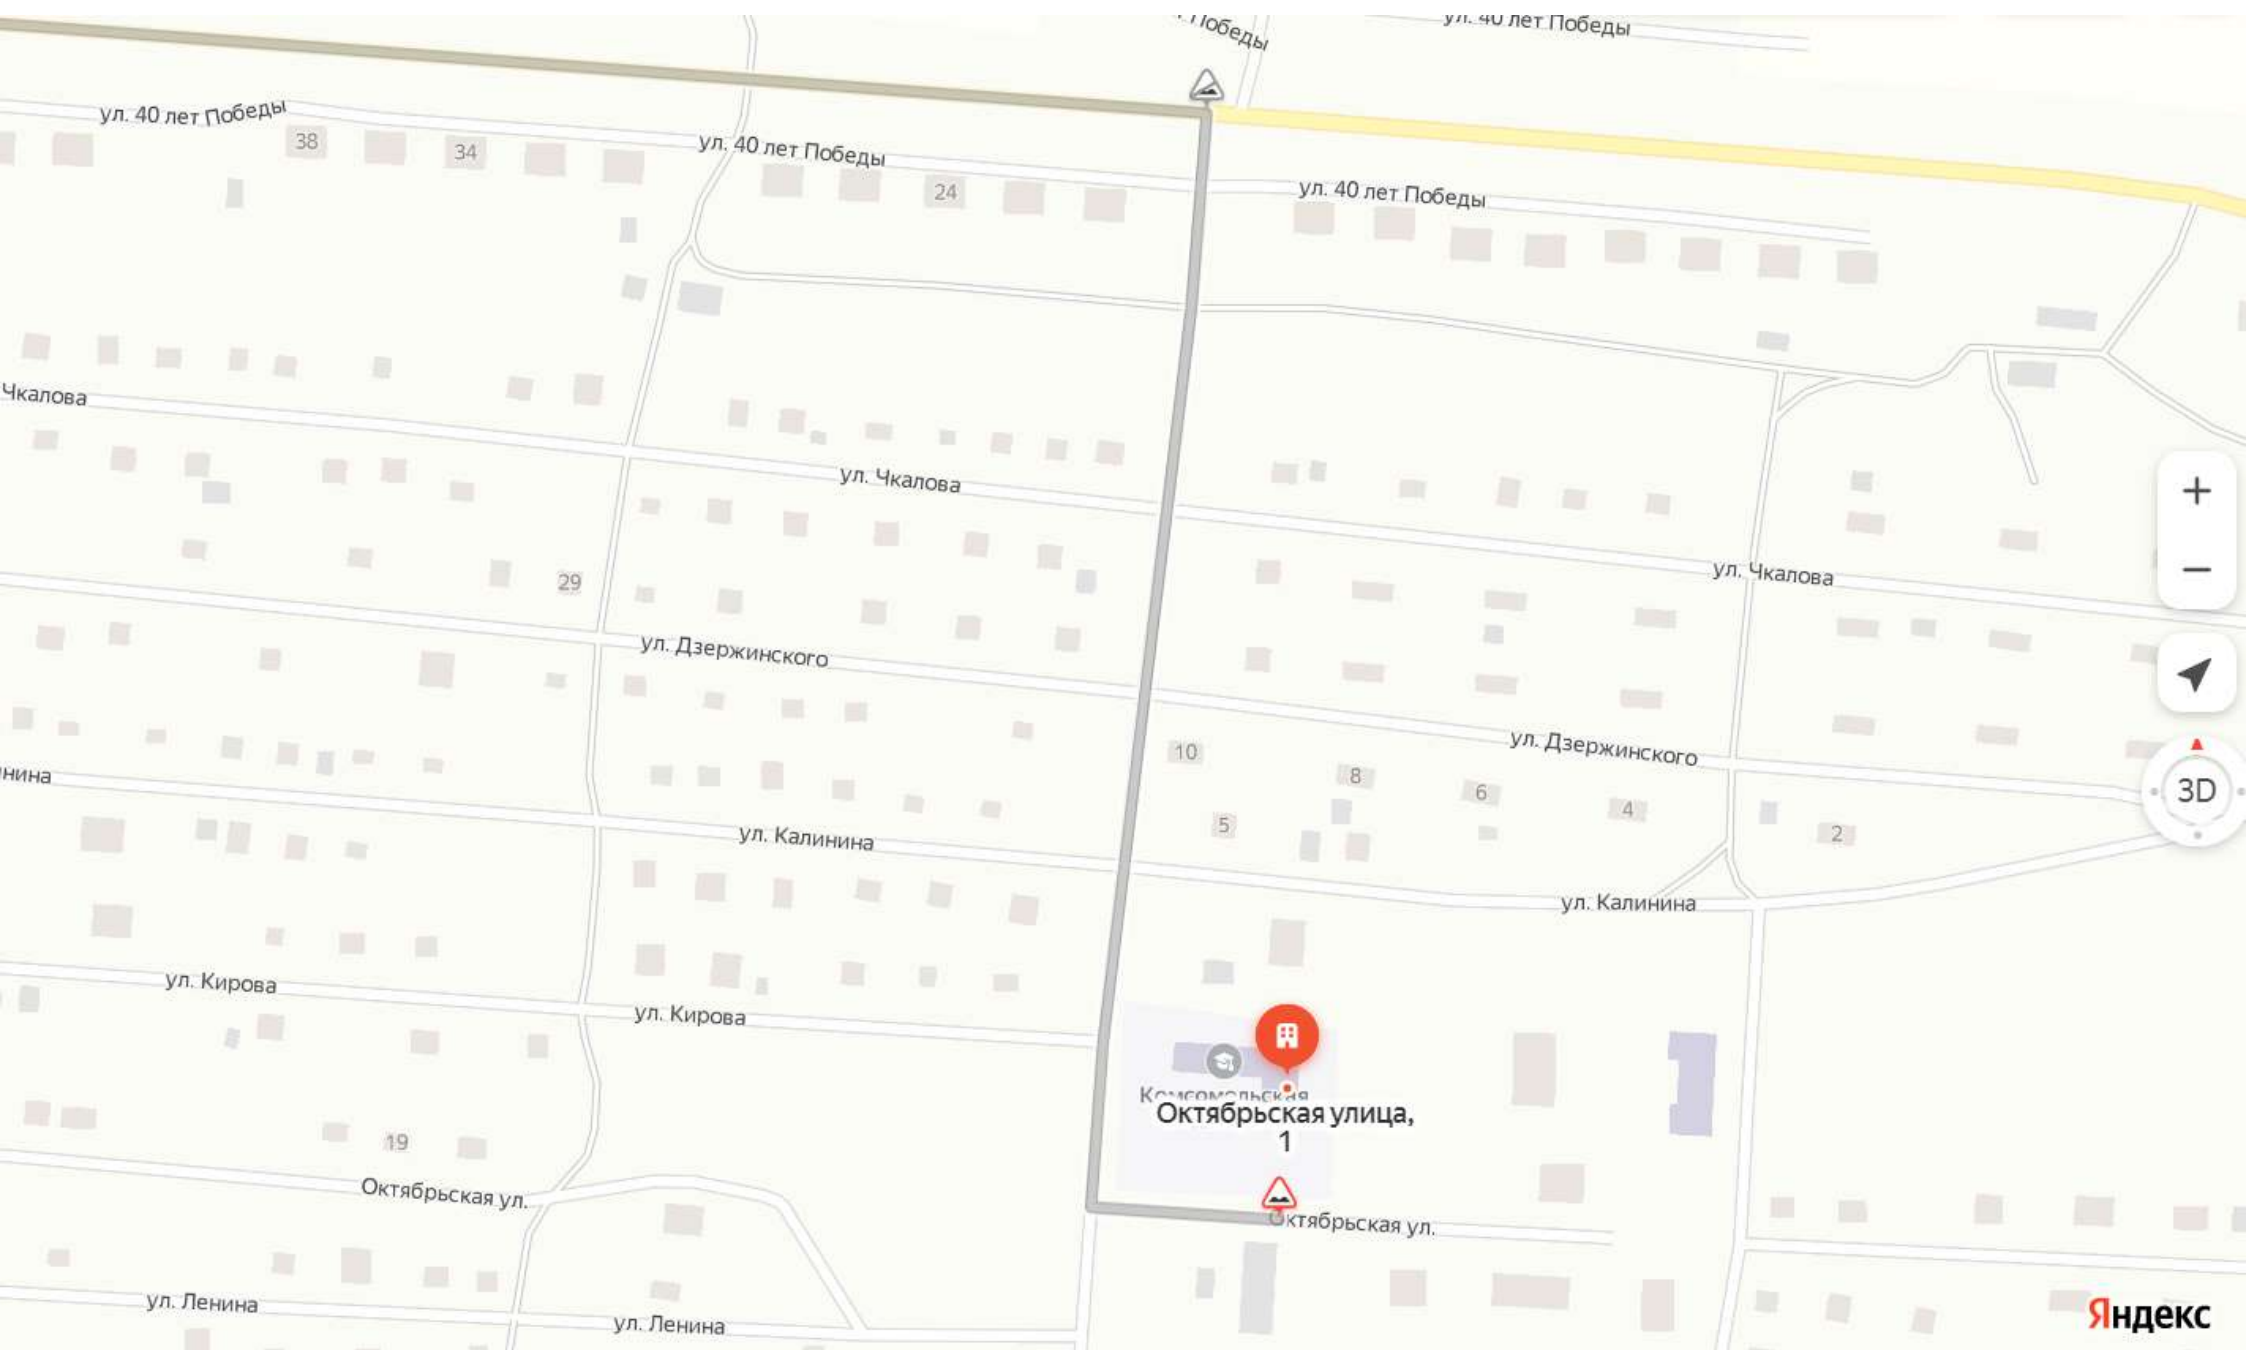 Победы
ул. 40 лет Победы
ул. 40 лет Победы
38
34
ул. 40 лет Победы
24
ул. 40 лет Победы
Чкалова
ул. Чкалова
ул. Чкалова
29
ул. Дзержинского
ул. Дзержинского
10
8
6
4
2
5
нина
ул. Калинина
ул. Калинина
ул. Кирова
ул. Кирова
Комсомольская
Октябрьская улица,
1
19
Октябрьская ул.
Октябрьская ул.
ул. Ленина
ул. Ленина
+
−
3D
Яндекс